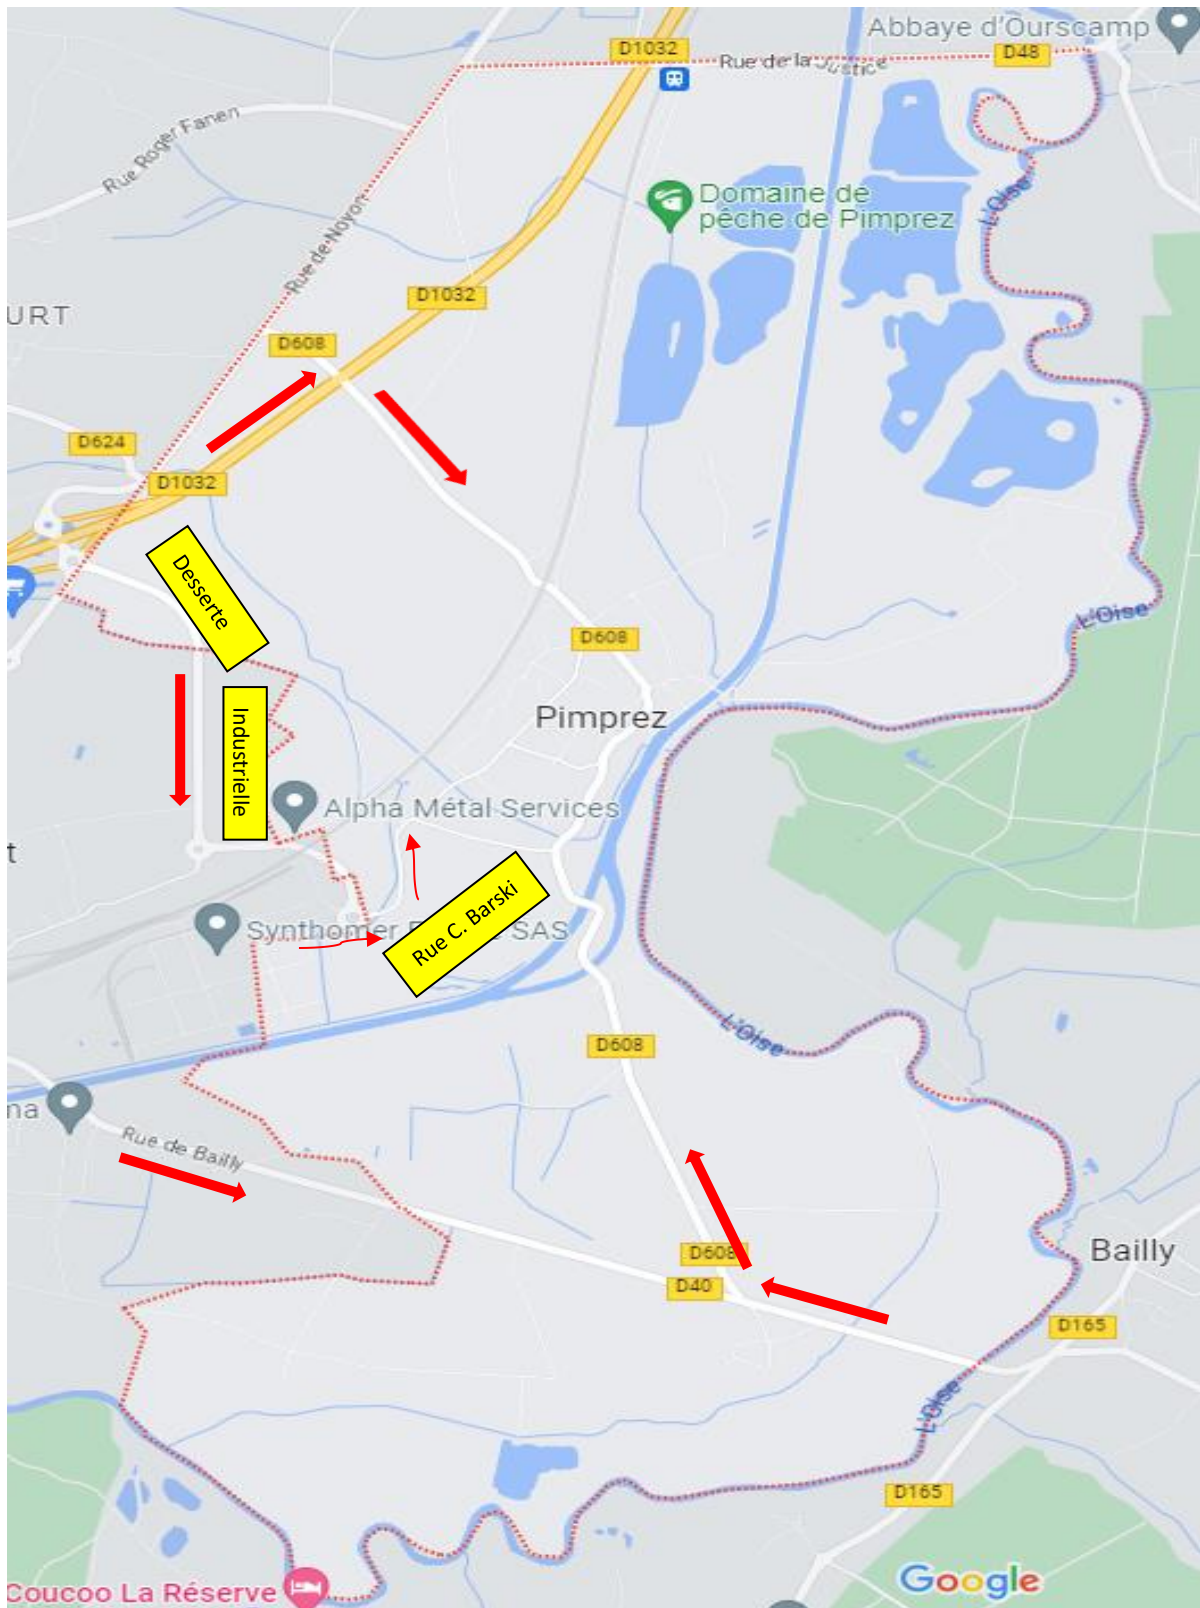 Abbaye d'Ourscamp
D1032
Rue de la Justice
D48
Rue Roger Fanen
Domaine de
pêche de Pimprez
L'Oise
Rue de Noyon
D1032
URT
D608
D624
D1032
Desserte
L'Oise
D608
Industrielle
Pimprez
Alpha Métal Services
t
Rue C. Barski
Synthomer
SAS
L'Oise
D608
ma
Rue de Bailly
D608
Bailly
D40
D165
L'Oise
D165
Coucoo La Réserve
Google